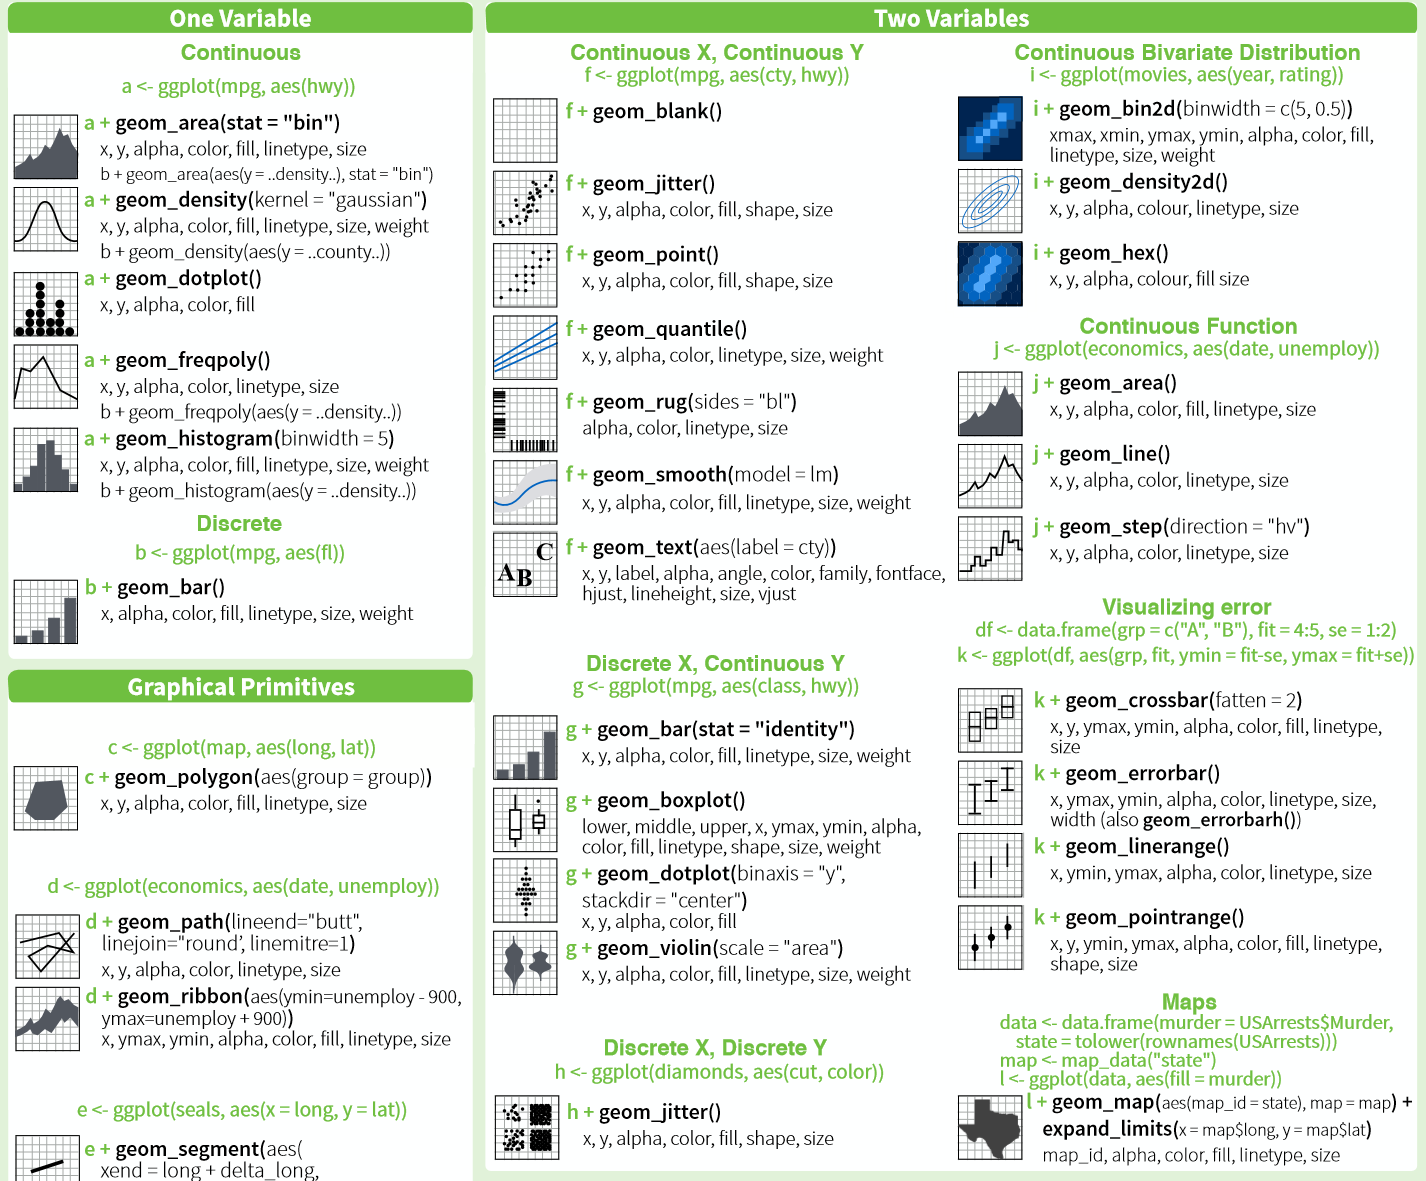 One Variable
Continuous
a <- ggplot(mpg, aes(hwy))
a + geom_area(stat = "bin")
x, y, alpha, color, fill, linetype, size
b + geom_area(aes(y = ..density..), stat = "bin")
a + geom_density(kernel = "gaussian")
x, y, alpha, color, fill, linetype, size, weight
b + geom_density(aes(y = ..county..))
a + geom_dotplot()
x, y, alpha, color, fill
a + geom_freqpoly()
x, y, alpha, color, linetype, size
b + geom_freqpoly(aes(y = ..density..))
a + geom_histogram(binwidth = 5)
x, y, alpha, color, fill, linetype, size, weight
b + geom_histogram(aes(y = ..density..))
Discrete
b <- ggplot(mpg, aes(fl))
b + geom_bar()
x, alpha, color, fill, linetype, size, weight
Graphical Primitives
c <- ggplot(map, aes(long, lat))
c + geom_polygon(aes(group = group))
x, y, alpha, color, fill, linetype, size
d <- ggplot(economics, aes(date, unemploy))
d + geom_path(lineend="butt",
linejoin="round', linemitre=1)
x, y, alpha, color, linetype, size
d + geom_ribbon(aes(ymin=unemploy - 900,
ymax=unemploy + 900))
x, ymax, ymin, alpha, color, fill, linetype, size
e <- ggplot(seals, aes(x = long, y = lat))
e + geom_segment(aes(
xend = long + delta_long,
Two Variables
Continuous X, Continuous Y
f <- ggplot(mpg, aes(cty, hwy))
f + geom_blank()
f + geom_jitter()
x, y, alpha, color, fill, shape, size
f + geom_point()
x, y, alpha, color, fill, shape, size
f + geom_quantile()
x, y, alpha, color, linetype, size, weight
f + geom_rug(sides = "bl")
alpha, color, linetype, size
f + geom_smooth(model = lm)
x, y, alpha, color, fill, linetype, size, weight
A B C
f + geom_text(aes(label = cty))
x, y, label, alpha, angle, color, family, fontface,
hjust, lineheight, size, vjust
Discrete X, Continuous Y
g <- ggplot(mpg, aes(class, hwy))
g + geom_bar(stat = "identity")
x, y, alpha, color, fill, linetype, size, weight
g + geom_boxplot()
lower, middle, upper, x, ymax, ymin, alpha,
color, fill, linetype, shape, size, weight
g + geom_dotplot(binaxis = "y",
stackdir = "center")
x, y, alpha, color, fill
g + geom_violin(scale = "area")
x, y, alpha, color, fill, linetype, size, weight
Discrete X, Discrete Y
h <- ggplot(diamonds, aes(cut, color))
h + geom_jitter()
x, y, alpha, color, fill, shape, size
Continuous Bivariate Distribution
i <- ggplot(movies, aes(year, rating))
i + geom_bin2d(binwidth = c(5, 0.5))
xmax, xmin, ymax, ymin, alpha, color, fill,
linetype, size, weight
i + geom_density2d()
x, y, alpha, colour, linetype, size
i + geom_hex()
x, y, alpha, colour, fill size
Continuous Function
j <- ggplot(economics, aes(date, unemploy))
j + geom_area()
x, y, alpha, color, fill, linetype, size
j + geom_line()
x, y, alpha, color, linetype, size
j + geom_step(direction = "hv")
x, y, alpha, color, linetype, size
Visualizing error
df <- data.frame(grp = c("A", "B"), fit = 4:5, se = 1:2)
k <- ggplot(df, aes(grp, fit, ymin = fit-se, ymax = fit+se))
k + geom_crossbar(fatten = 2)
x, y, ymax, ymin, alpha, color, fill, linetype,
size
k + geom_errorbar()
x, ymax, ymin, alpha, color, linetype, size,
width (also geom_errorbarh())
k + geom_linerange()
x, ymin, ymax, alpha, color, linetype, size
k + geom_pointrange()
x, y, ymin, ymax, alpha, color, fill, linetype,
shape, size
Maps
data <- data.frame(murder = USArrests$Murder,
state = tolower(rownames(USArrests)))
map <- map_data("state")
l <- ggplot(data, aes(fill = murder))
l + geom_map(aes(map_id = state), map = map) +
expand_limits(x = map$long, y = map$lat)
map_id, alpha, color, fill, linetype, size